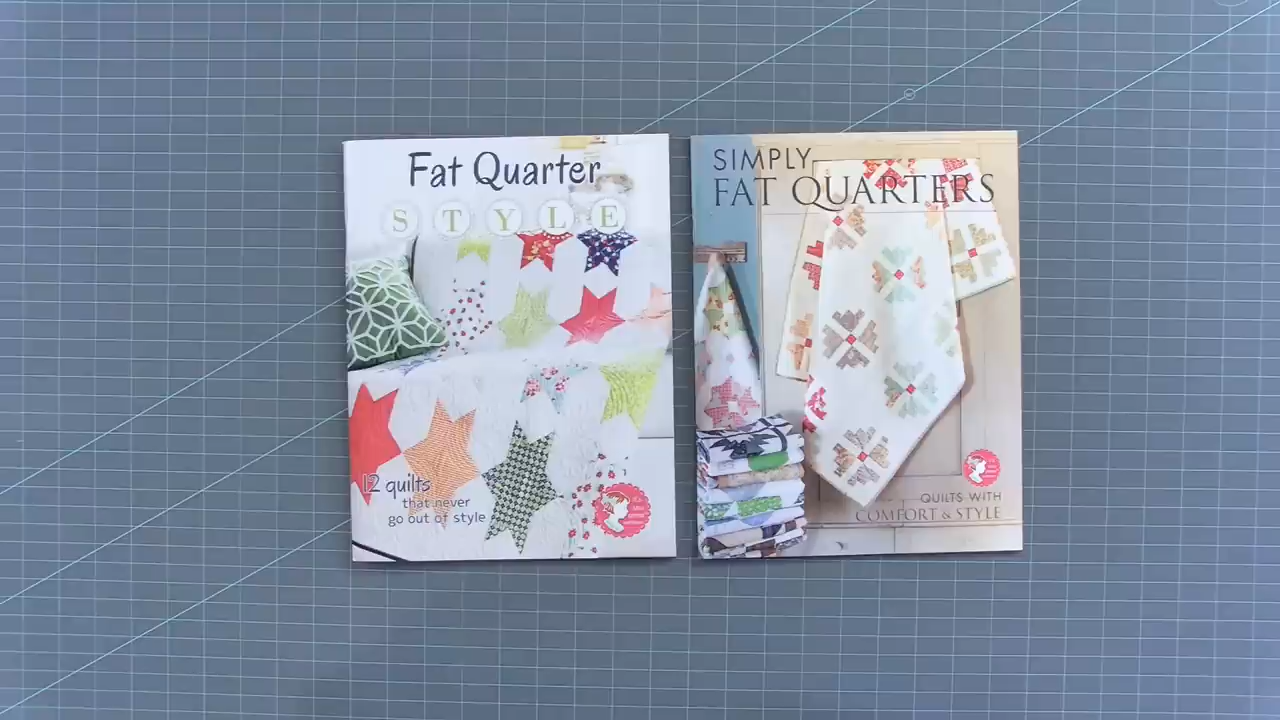 Fat Quarter
STYLE
12 quilts
that never
go out of style
SIMPLY
FAT QUARTERS
QUILTS WITH
COMFORT & STYLE